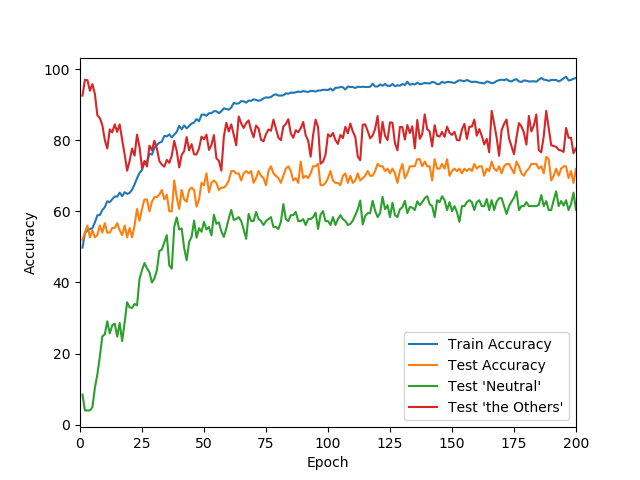 100
80
60
40
20
0
Accuracy
0 25 50 75 100 125 150 175 200
Epoch
Train Accuracy
Test Accuracy
Test 'Neutral'
Test 'the Others'